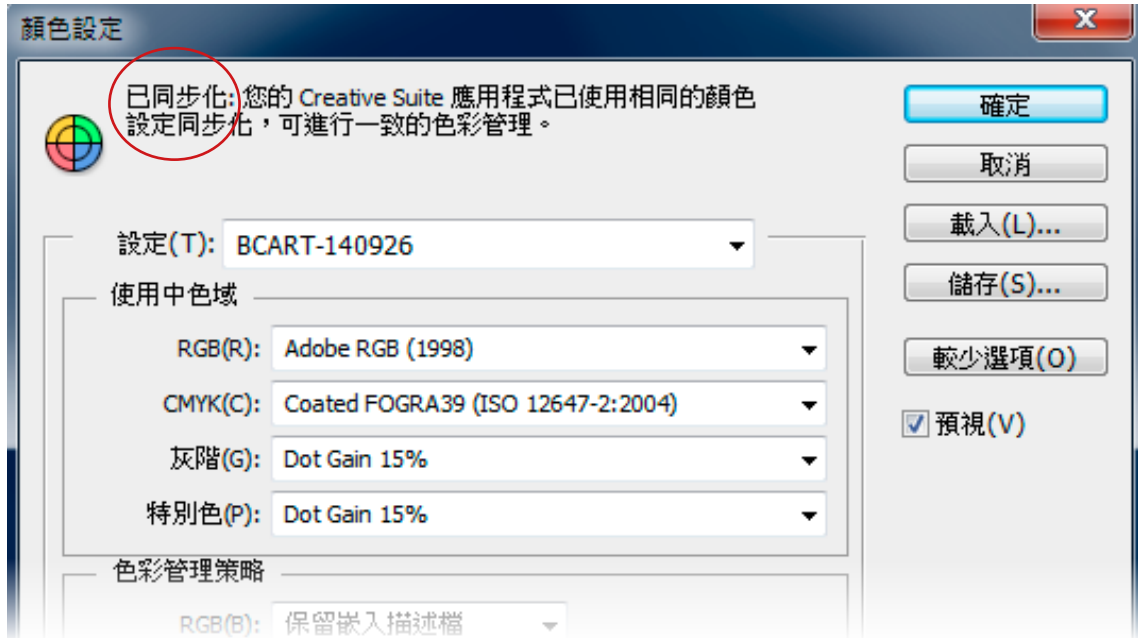 顏色設定
已同步化: 您的 Creative Suite 應用程式已使用相同的顏色
設定同步化，可進行一致的色彩管理。
確定
取消
載入(L)...
儲存(S)...
較少選項(O)
預視(V)
設定(T): BCART-140926
使用中色域
RGB(R): Adobe RGB (1998)
CMYK(C): Coated FOGRA39 (ISO 12647-2:2004)
灰階(G): Dot Gain 15%
特別色(P): Dot Gain 15%
色彩管理策略
RGB(B): 保留嵌入描述檔